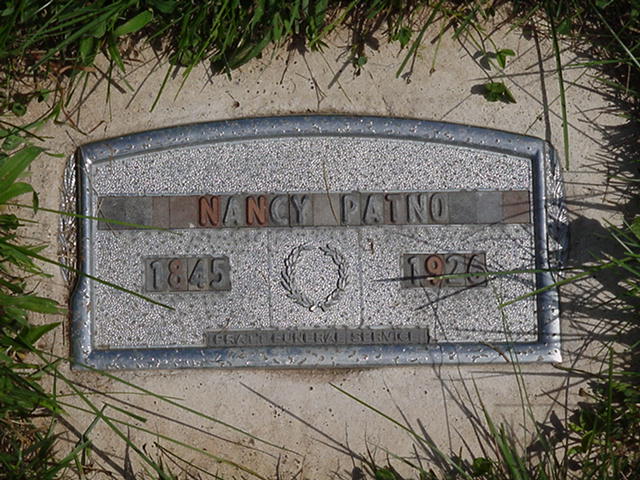 NANCY PATNO
1845 1926
PRATT FUNERAL SERVICE